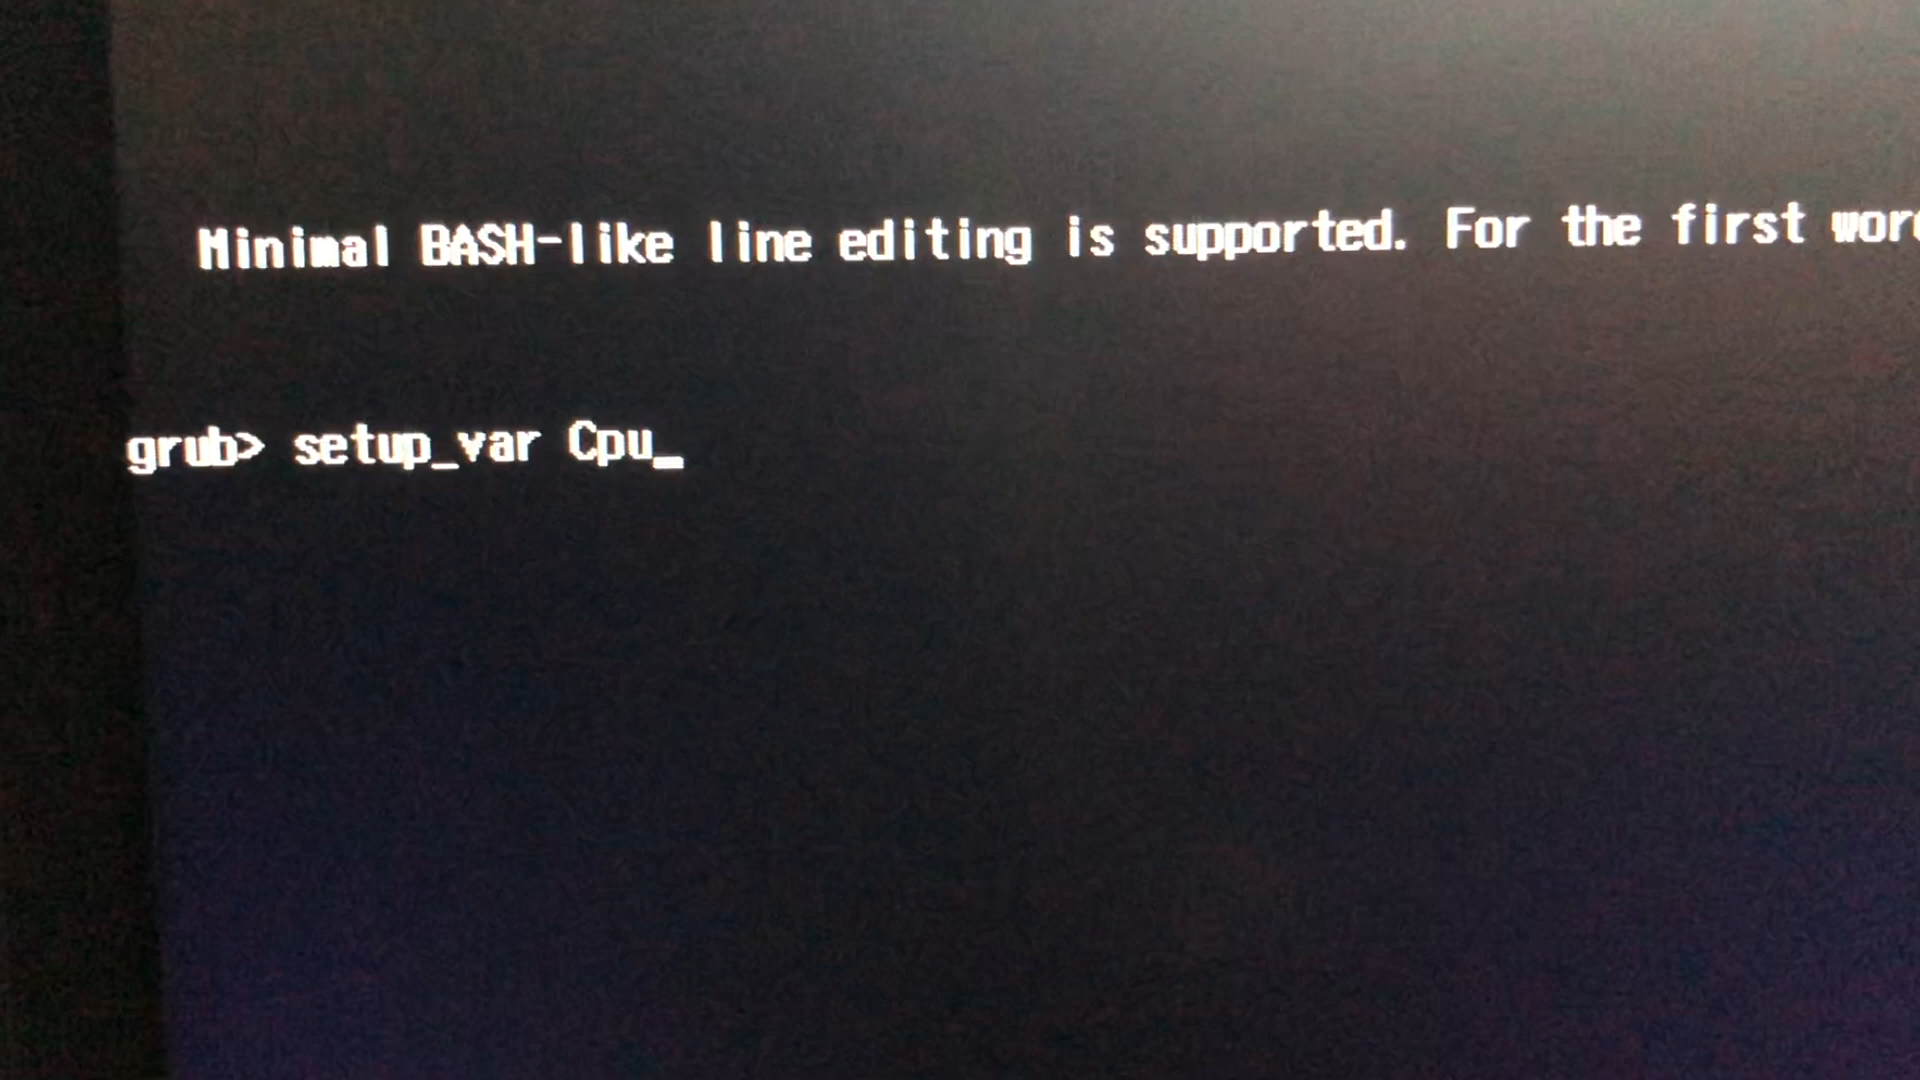 Minimal BASH-like line editing is supported. For the first
grub> setup_var Cpu_